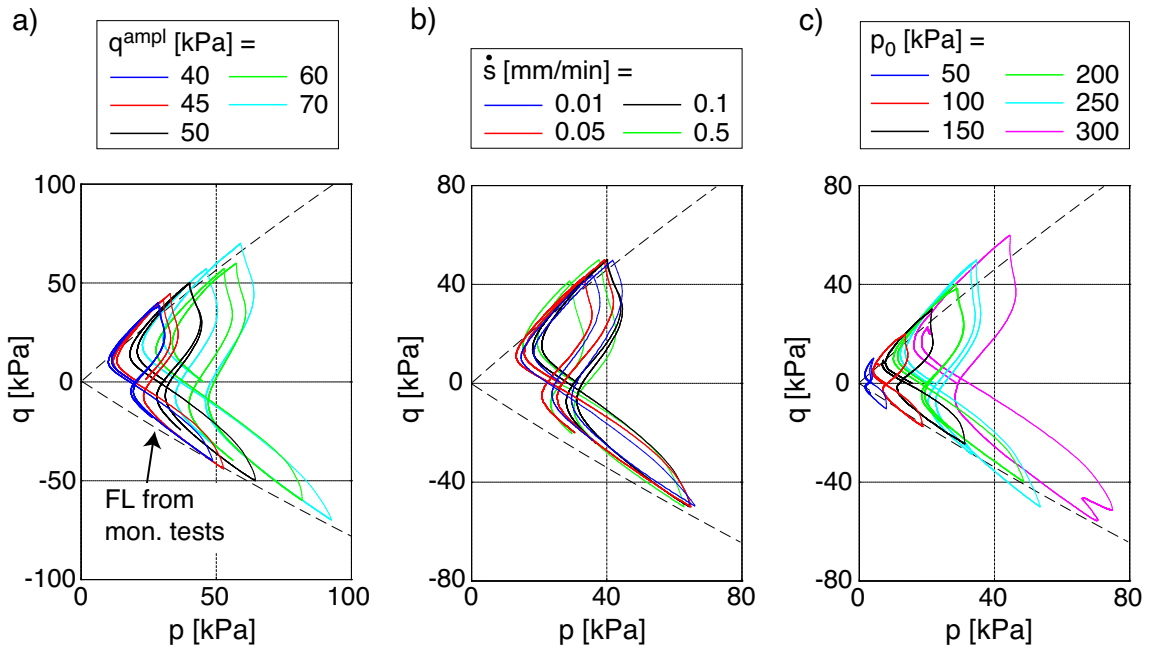 a)
q^ampl [kPa] =
40 60
45 70
50
100
50
0
-50
-100
q [kPa]
FL from
mon. tests
0 50 100
p [kPa]
b)
ṡ [mm/min] =
0.01 0.1
0.05 0.5
80
40
0
-40
-80
q [kPa]
0 40 80
p [kPa]
c)
p₀ [kPa] =
50 200
100 250
150 300
80
40
0
-40
-80
q [kPa]
0 20 40 60 80
p [kPa]